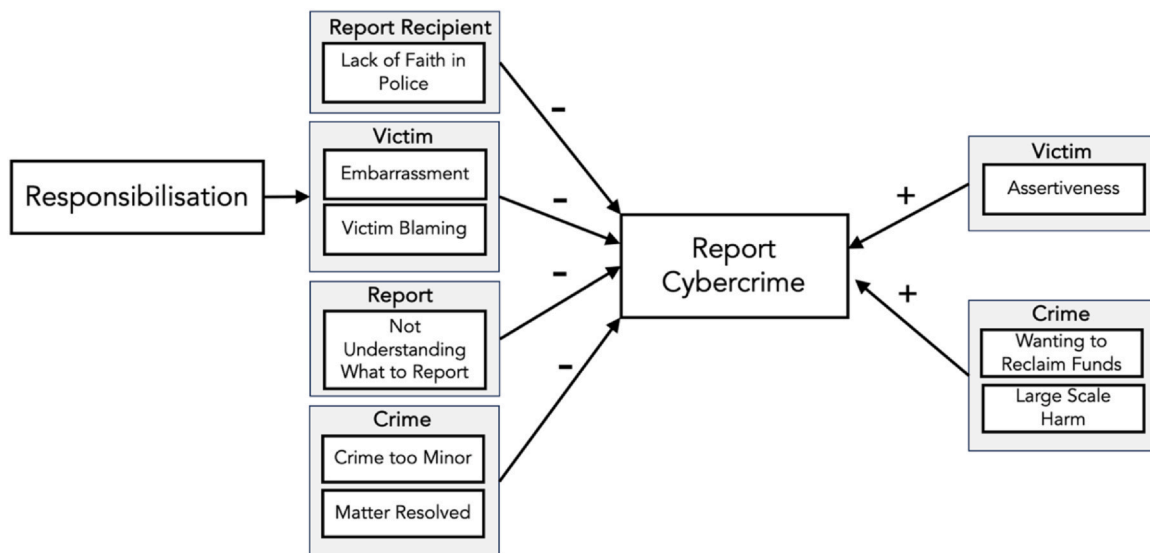 Report Recipient
Lack of Faith in
Police
-
Victim
Embarrassment
Victim Blaming
-
Responsibilisation
Report
Not
Understanding
What to Report
-
Crime
Crime too Minor
Matter Resolved
-
Report
Cybercrime
Victim
Assertiveness
+
Crime
Wanting to
Reclaim Funds
Large Scale
Harm
+